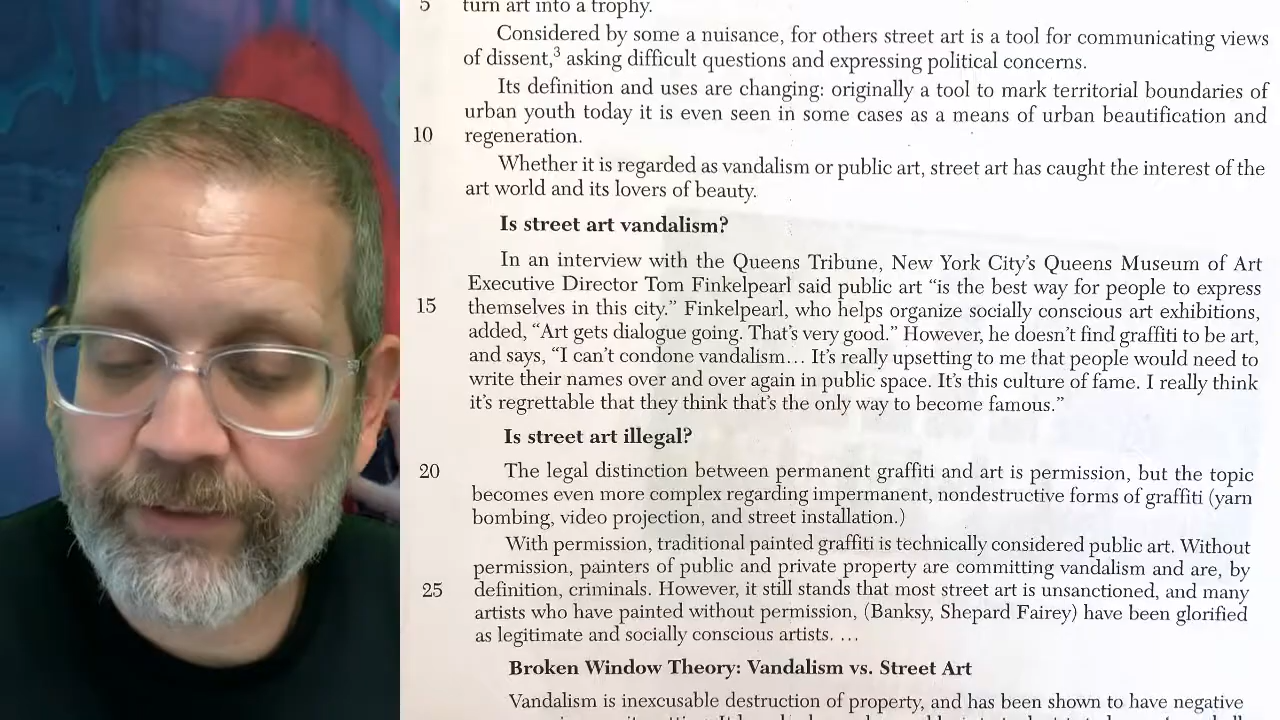 5 turn art into a trophy.
Considered by some a nuisance, for others street art is a tool for communicating views
of dissent,³ asking difficult questions and expressing political concerns.
Its definition and uses are changing: originally a tool to mark territorial boundaries of
urban youth today it is even seen in some cases as a means of urban beautification and
10 regeneration.
Whether it is regarded as vandalism or public art, street art has caught the interest of the
art world and its lovers of beauty.
Is street art vandalism?
In an interview with the Queens Tribune, New York City's Queens Museum of Art
Executive Director Tom Finkelpearl said public art “is the best way for people to express
15 themselves in this city.” Finkelpearl, who helps organize socially conscious art exhibitions,
added, “Art gets dialogue going. That's very good.” However, he doesn't find graffiti to be art,
and says, “I can't condone vandalism… It's really upsetting to me that people would need to
write their names over and over again in public space. It's this culture of fame. I really think
it's regrettable that they think that's the only way to become famous.”
Is street art illegal?
20 The legal distinction between permanent graffiti and art is permission, but the topic
becomes even more complex regarding impermanent, nondestructive forms of graffiti (yarn
bombing, video projection, and street installation.)
With permission, traditional painted graffiti is technically considered public art. Without
permission, painters of public and private property are committing vandalism and are, by
25 definition, criminals. However, it still stands that most street art is unsanctioned, and many
artists who have painted without permission, (Banksy, Shepard Fairey) have been glorified
as legitimate and socially conscious artists. …
Broken Window Theory: Vandalism vs. Street Art
Vandalism is inexcusable destruction of property, and has been shown to have negative